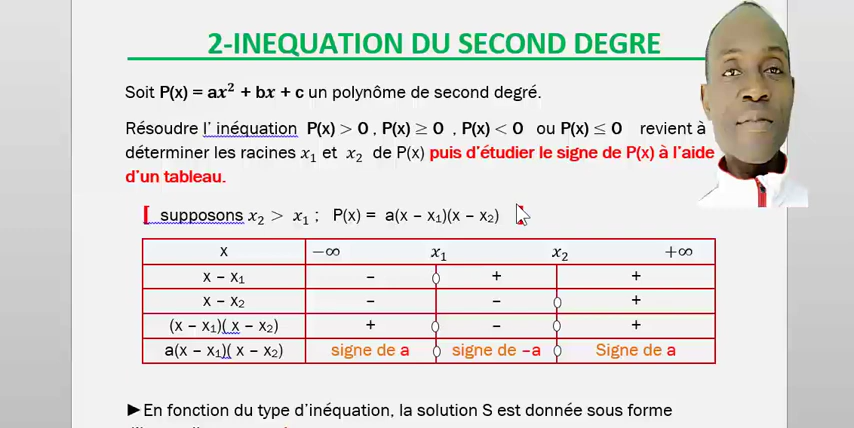 2-INEQUATION DU SECOND DEGRE
Soit P(x) = ax² + bx + c un polynôme de second degré.
Résoudre l' inéquation P(x) > 0 , P(x) ≥ 0 , P(x) < 0 ou P(x) ≤ 0 revient à
déterminer les racines x₁ et x₂ de P(x) puis d'étudier le signe de P(x) à l'aide
d'un tableau.
[ supposons x₂ > x₁ ; P(x) = a(x – x₁)(x – x₂)
x –∞ x₁ x₂ +∞
x – x₁ – 0 + +
x – x₂ – – 0 +
(x – x₁)( x – x₂) + 0 – 0 +
a(x – x₁)( x – x₂) signe de a 0 signe de –a 0 Signe de a
►En fonction du type d'inéquation, la solution S est donnée sous forme